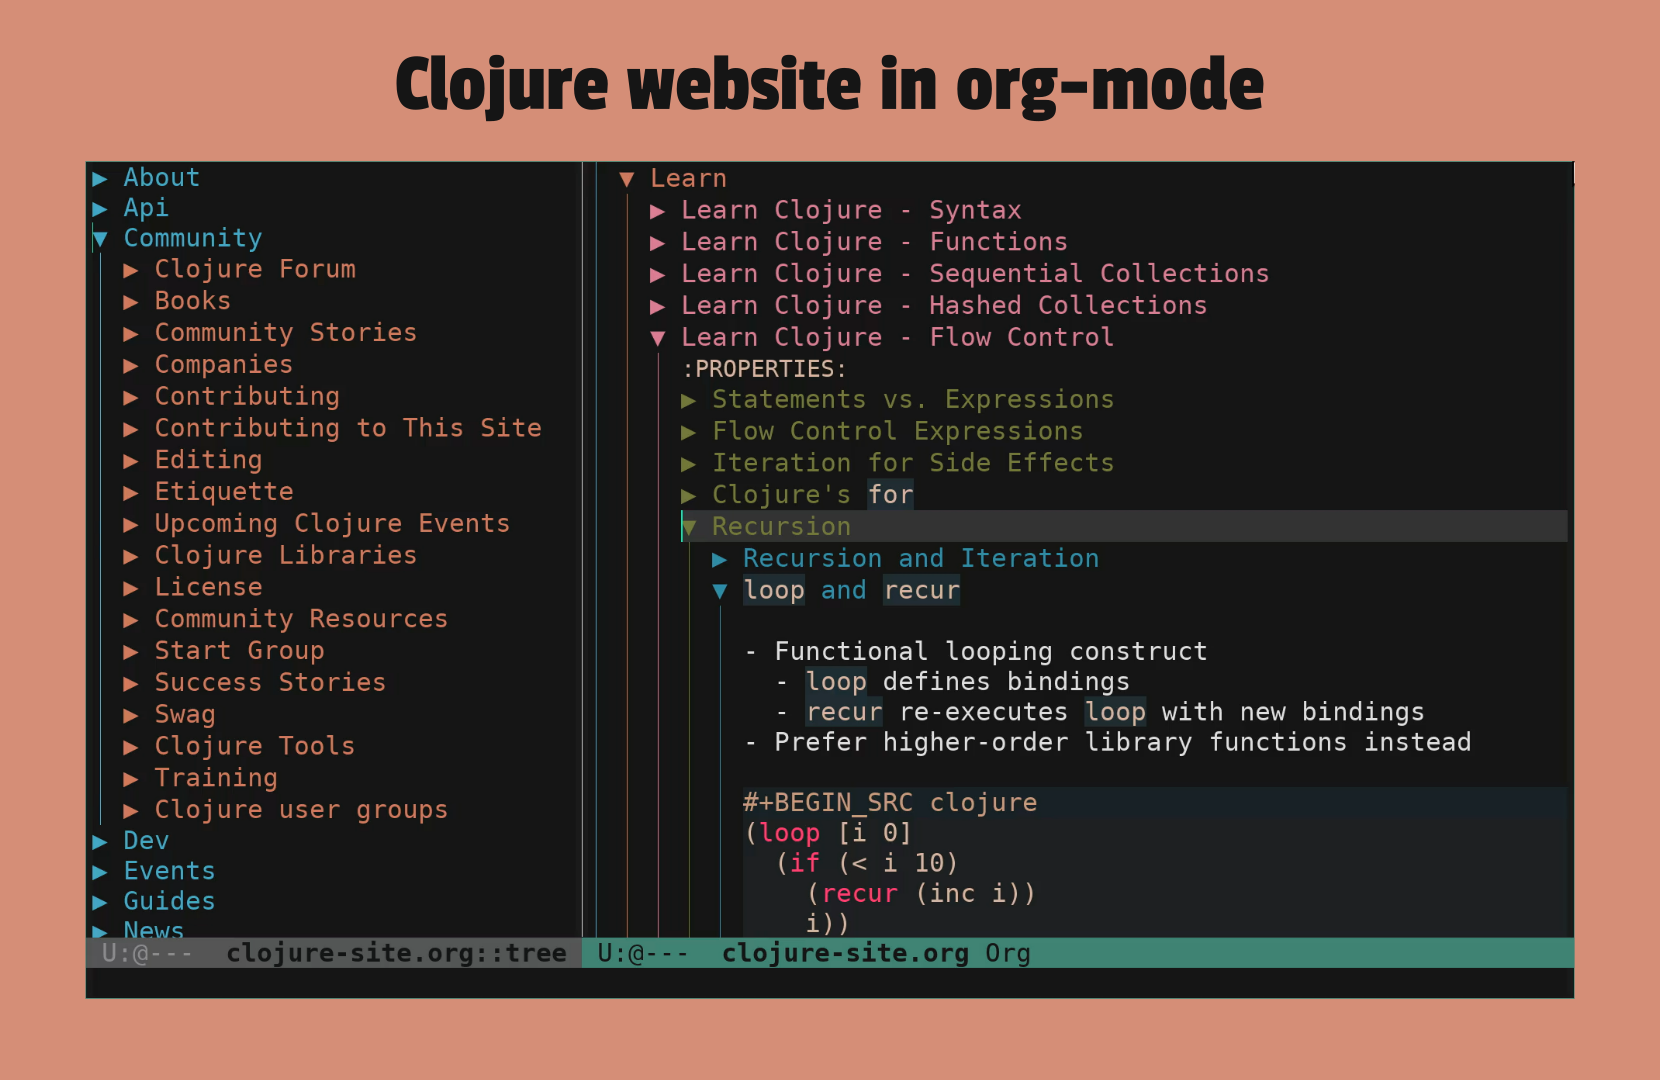 Clojure website in org-mode
▶ About
▶ Api
▼ Community
▶ Clojure Forum
▶ Books
▶ Community Stories
▶ Companies
▶ Contributing
▶ Contributing to This Site
▶ Editing
▶ Etiquette
▶ Upcoming Clojure Events
▶ Clojure Libraries
▶ License
▶ Community Resources
▶ Start Group
▶ Success Stories
▶ Swag
▶ Clojure Tools
▶ Training
▶ Clojure user groups
▶ Dev
▶ Events
▶ Guides
▶ News
U:@--- clojure-site.org::tree
▼ Learn
▶ Learn Clojure - Syntax
▶ Learn Clojure - Functions
▶ Learn Clojure - Sequential Collections
▶ Learn Clojure - Hashed Collections
▼ Learn Clojure - Flow Control
:PROPERTIES:
▶ Statements vs. Expressions
▶ Flow Control Expressions
▶ Iteration for Side Effects
▶ Clojure's for
▼ Recursion
▶ Recursion and Iteration
▼ loop and recur
- Functional looping construct
- loop defines bindings
- recur re-executes loop with new bindings
- Prefer higher-order library functions instead
#+BEGIN_SRC clojure
(loop [i 0]
(if (< i 10)
(recur (inc i))
i))
U:@--- clojure-site.org Org